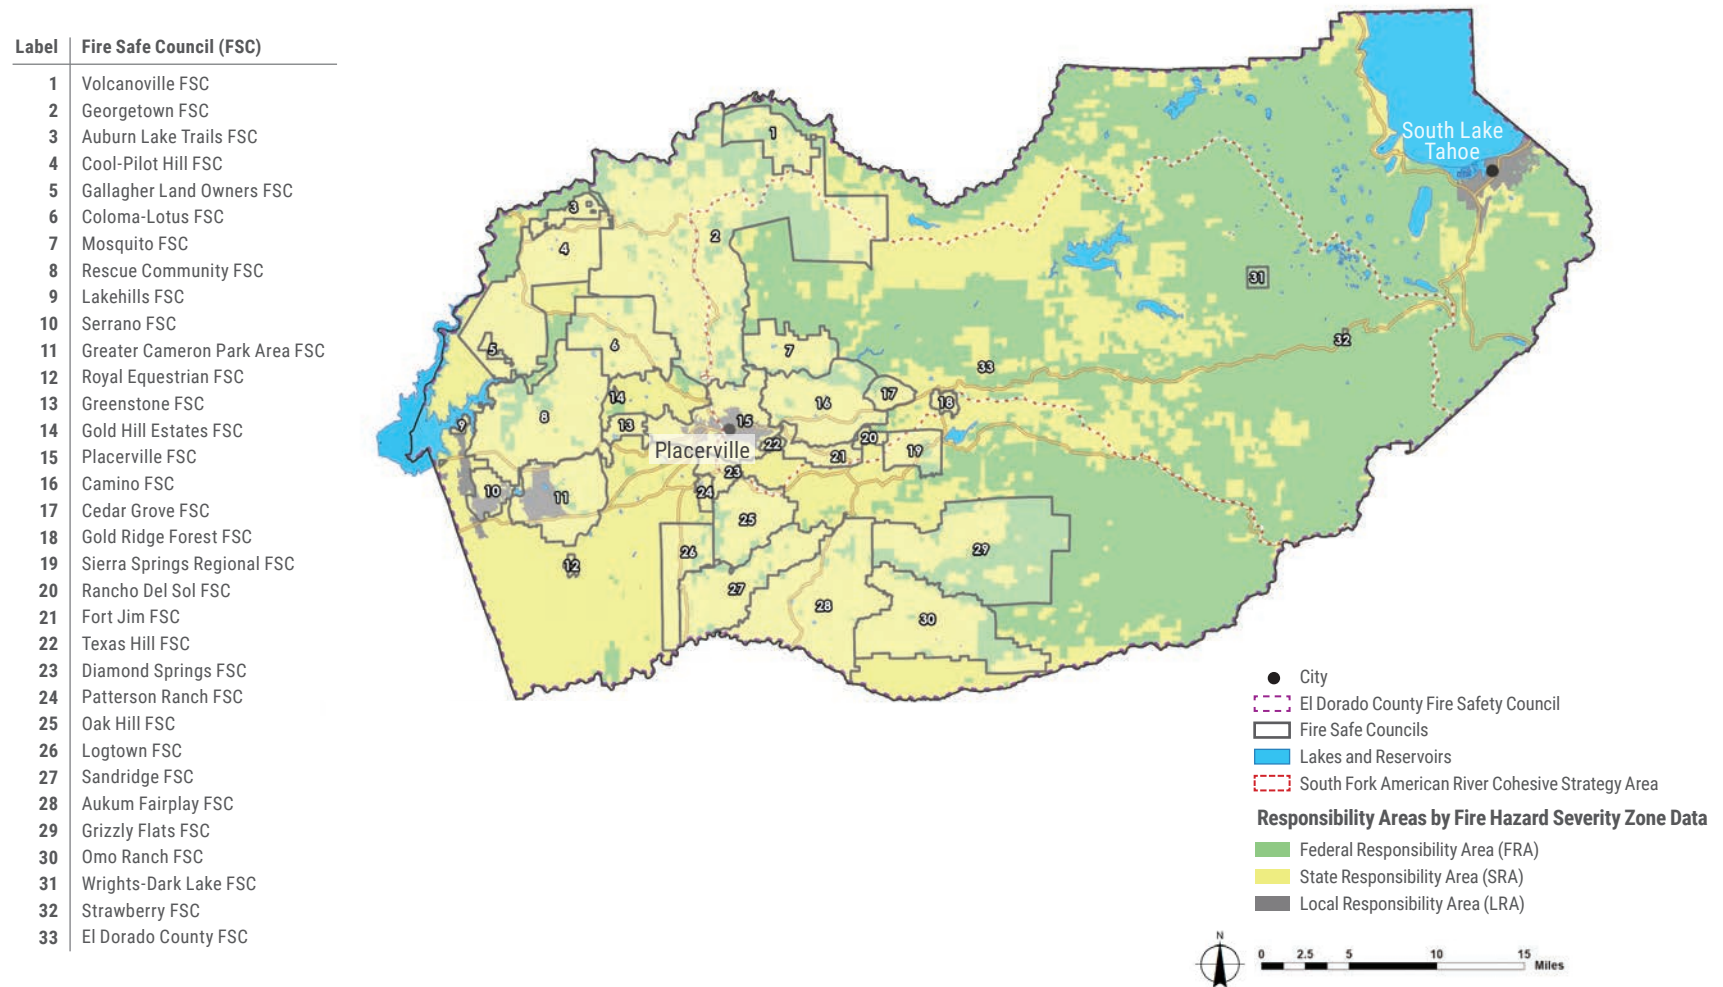 Label Fire Safe Council (FSC)
1 Volcanoville FSC
2 Georgetown FSC
3 Auburn Lake Trails FSC
4 Cool-Pilot Hill FSC
5 Gallagher Land Owners FSC
6 Coloma-Lotus FSC
7 Mosquito FSC
8 Rescue Community FSC
9 Lakehills FSC
10 Serrano FSC
11 Greater Cameron Park Area FSC
12 Royal Equestrian FSC
13 Greenstone FSC
14 Gold Hill Estates FSC
15 Placerville FSC
16 Camino FSC
17 Cedar Grove FSC
18 Gold Ridge Forest FSC
19 Sierra Springs Regional FSC
20 Rancho Del Sol FSC
21 Fort Jim FSC
22 Texas Hill FSC
23 Diamond Springs FSC
24 Patterson Ranch FSC
25 Oak Hill FSC
26 Logtown FSC
27 Sandridge FSC
28 Aukum Fairplay FSC
29 Grizzly Flats FSC
30 Omo Ranch FSC
31 Wrights-Dark Lake FSC
32 Strawberry FSC
33 El Dorado County FSC
South Lake
Tahoe
1
3
2
4
31
5
6
7
32
33
14
16
17
18
8
9
13
15
Placerville
22
20
21
19
23
10
11
24
25
12
26
29
27
28
30
City
El Dorado County Fire Safety Council
Fire Safe Councils
Lakes and Reservoirs
South Fork American River Cohesive Strategy Area
Responsibility Areas by Fire Hazard Severity Zone Data
Federal Responsibility Area (FRA)
State Responsibility Area (SRA)
Local Responsibility Area (LRA)
N
0 2.5 5 10 15
Miles